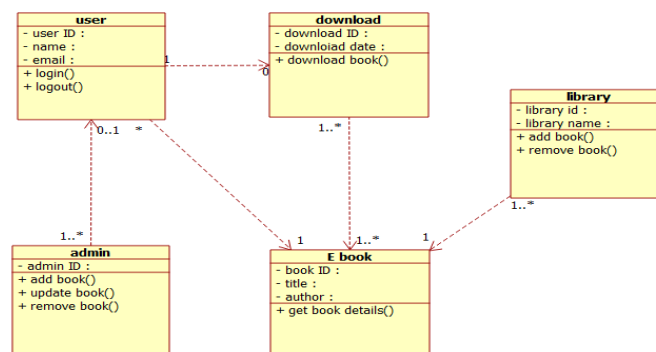 user
- user ID :
- name :
- email :
+ login()
+ logout()
download
- download ID :
- downloiad date :
+ download book()
1
0
library
- library id :
- library name :
+ add book()
+ remove book()
0..1
*
1..*
1..*
1..*
1
1..*
1
admin
- admin ID :
+ add book()
+ update book()
+ remove book()
E book
- book ID :
- title :
- author :
+ get book details()